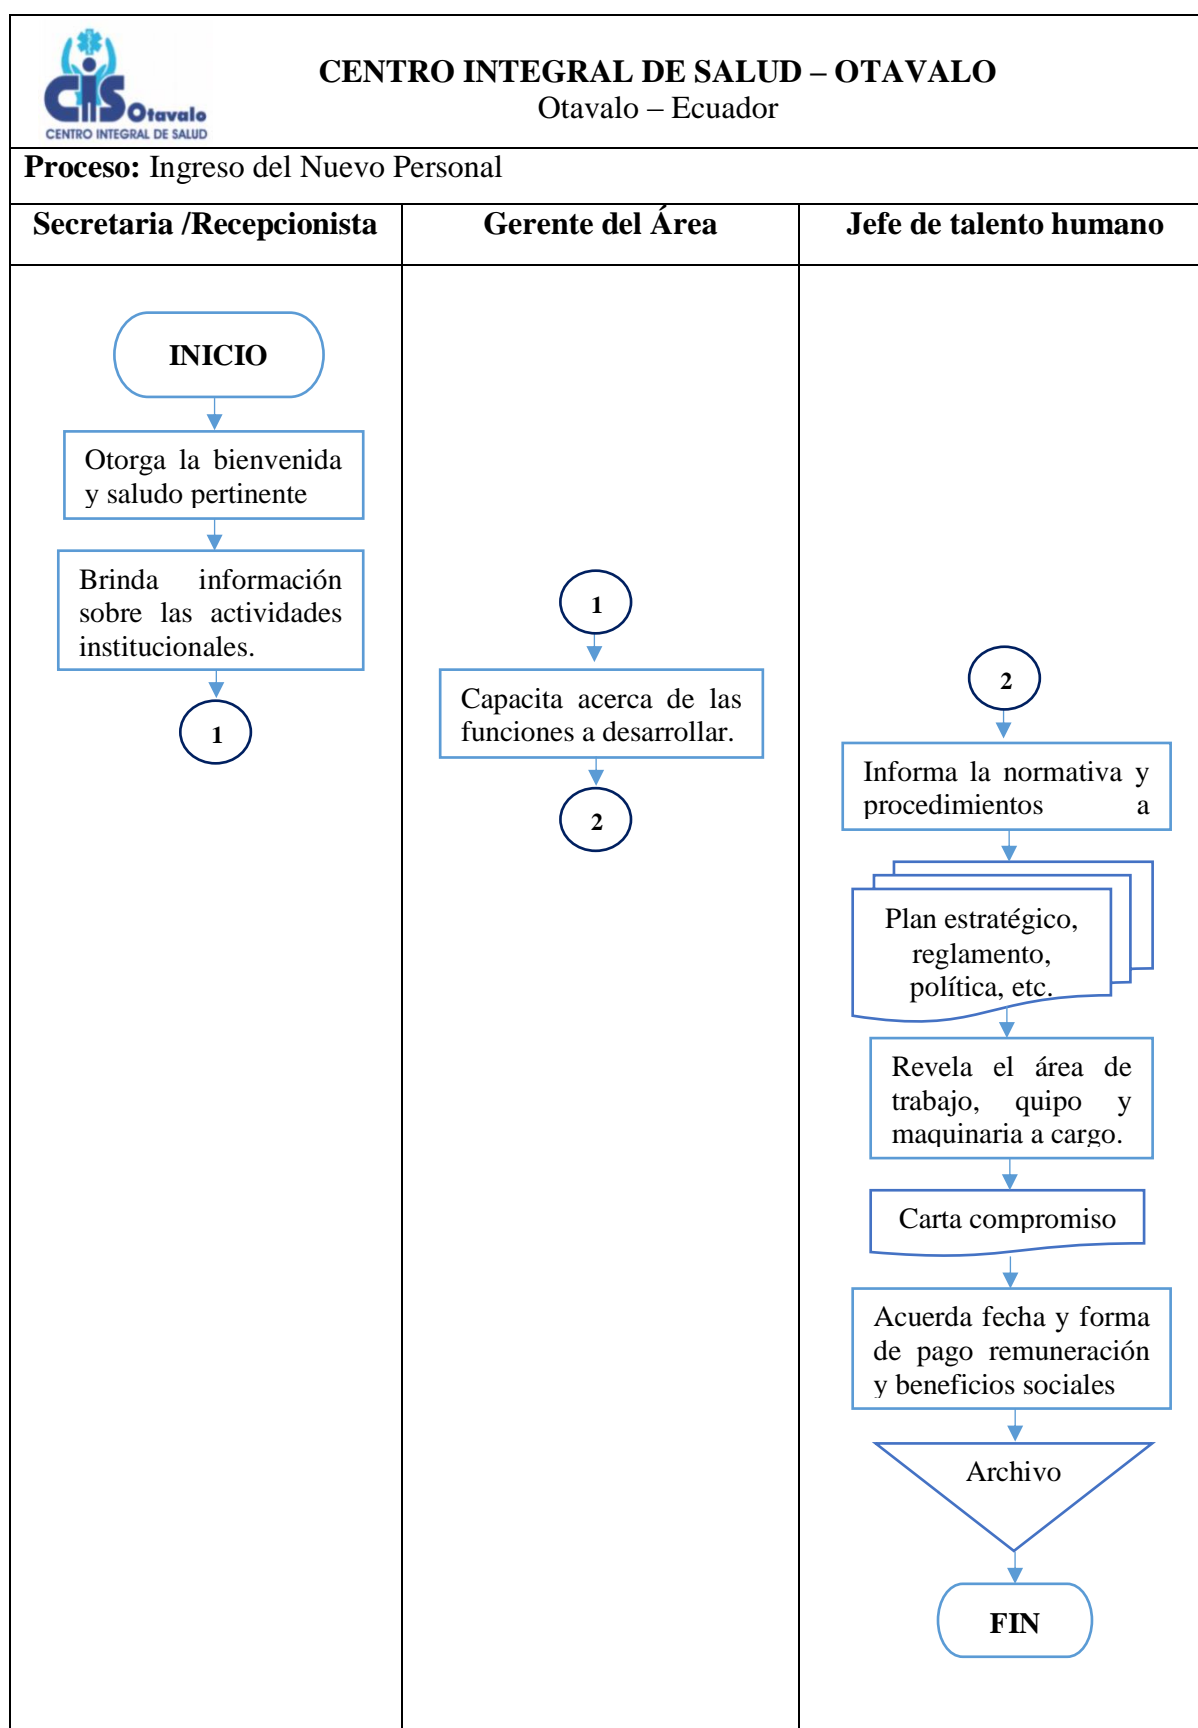 CIS Otavalo
CENTRO INTEGRAL DE SALUD
CENTRO INTEGRAL DE SALUD – OTAVALO
Otavalo – Ecuador
Proceso: Ingreso del Nuevo Personal
Secretaria /Recepcionista
Gerente del Área
Jefe de talento humano
INICIO
Otorga la bienvenida
y saludo pertinente
Brinda información
sobre las actividades
institucionales.
1
1
Capacita acerca de las
funciones a desarrollar.
2
2
Informa la normativa y
procedimientos a
Plan estratégico,
reglamento,
política, etc.
Revela el área de
trabajo, quipo y
maquinaria a cargo.
Carta compromiso
Acuerda fecha y forma
de pago remuneración
y beneficios sociales
Archivo
FIN